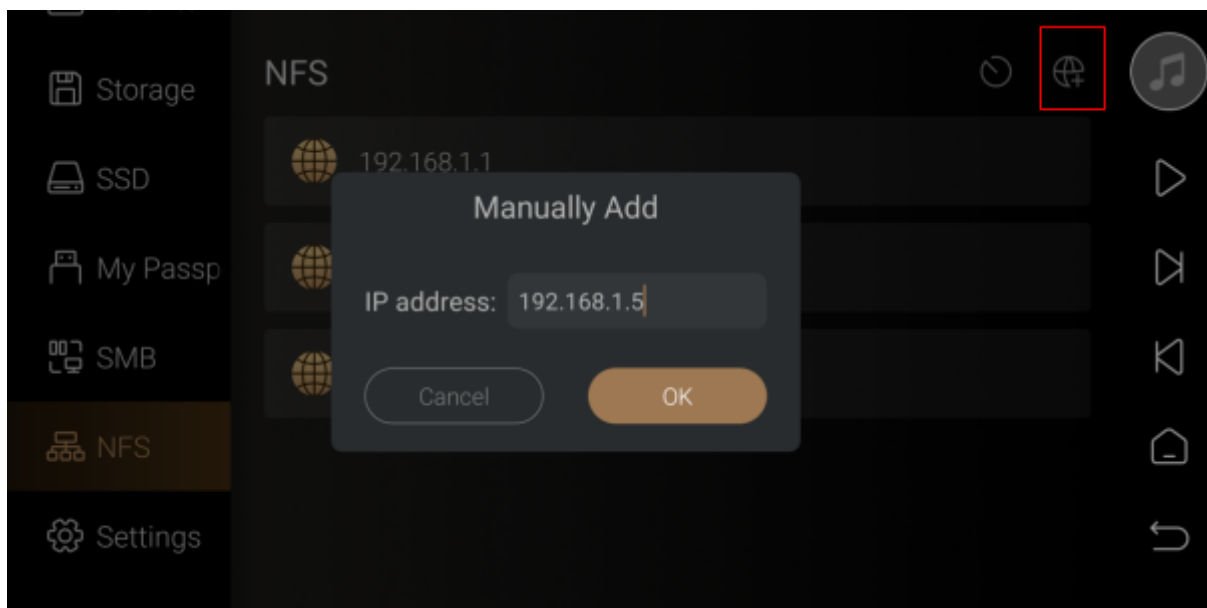 Storage
SSD
My Passp
SMB
NFS
Settings
NFS
192.168.1.1
Manually Add
IP address: 192.168.1.5
Cancel
OK